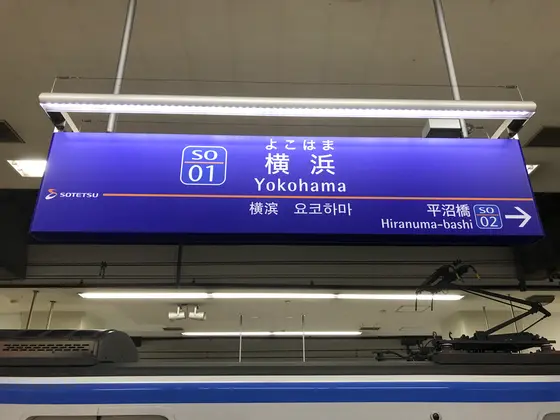 SO
01
よこはま
横浜
Yokohama
横滨 요코하마
SOTETSU
平沼橋
Hiranuma-bashi
SO
02